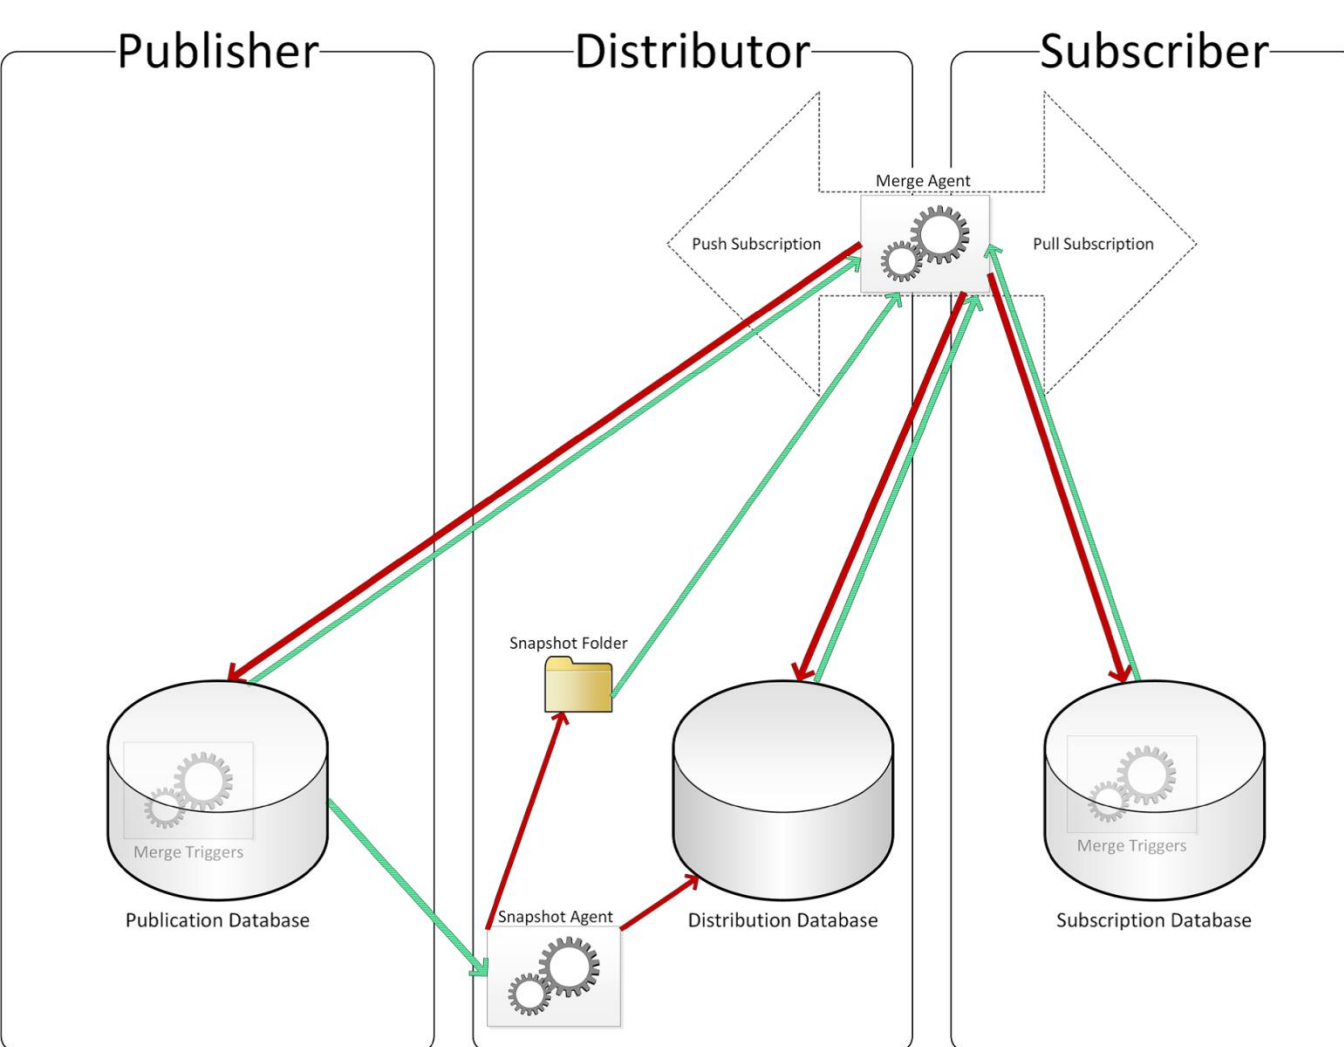 Publisher
Distributor
Subscriber
Merge Agent
Push Subscription
Pull Subscription
Snapshot Folder
Merge Triggers
Merge Triggers
Snapshot Agent
Publication Database
Distribution Database
Subscription Database